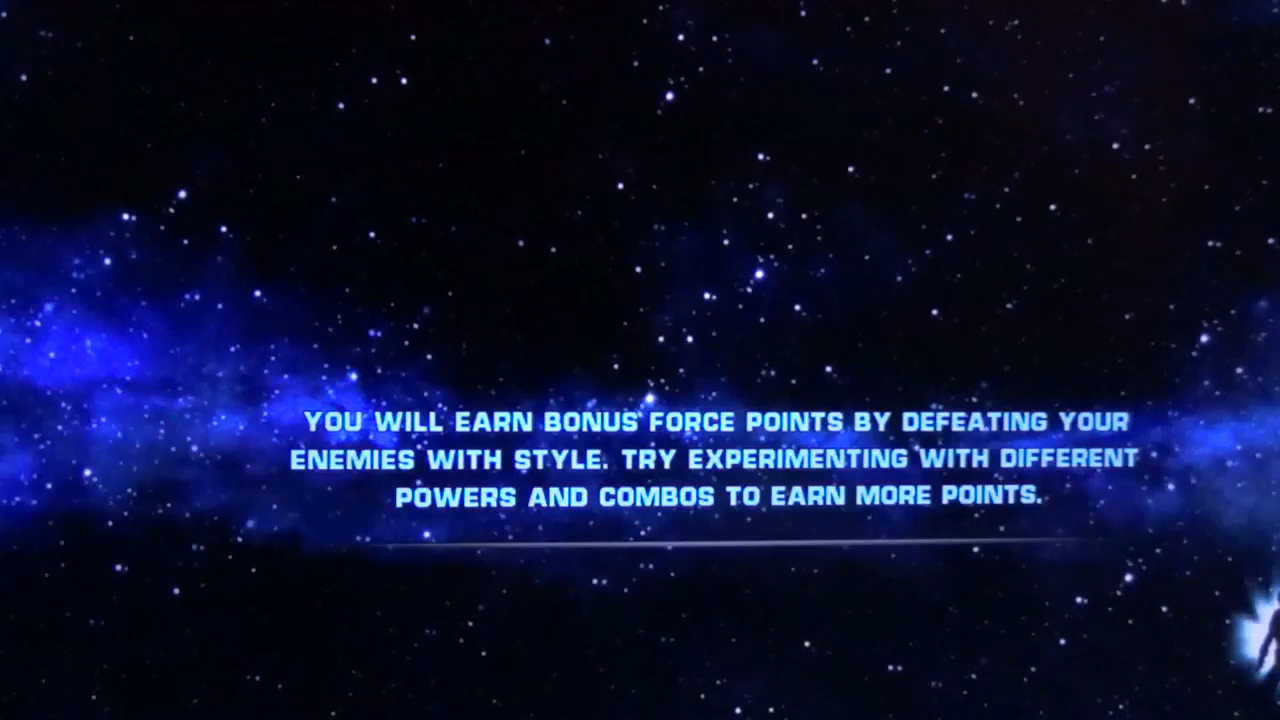 YOU WILL EARN BONUS FORCE POINTS BY DEFEATING YOUR
ENEMIES WITH STYLE. TRY EXPERIMENTING WITH DIFFERENT
POWERS AND COMBOS TO EARN MORE POINTS.